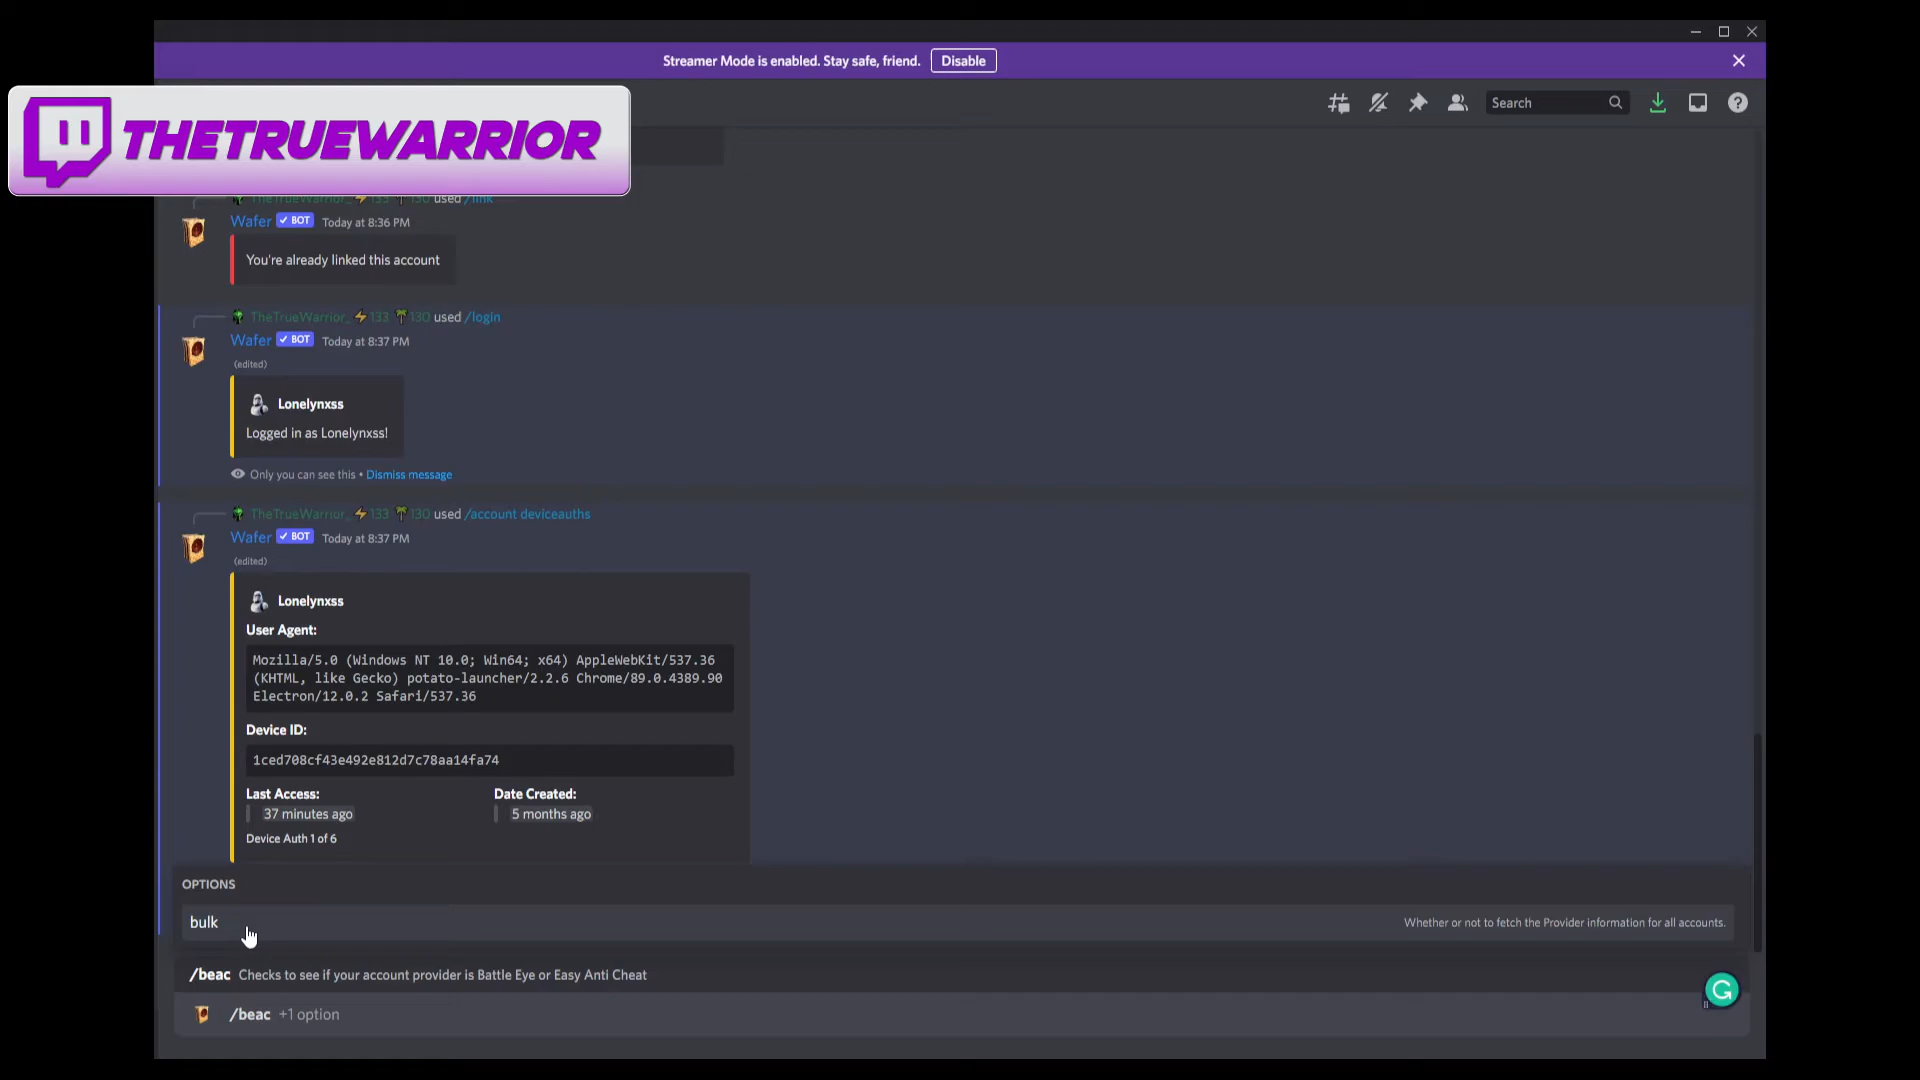 Streamer Mode is enabled. Stay safe, friend. Disable
Search
THETRUEWARRIOR
TheTrueWarrior_ 133 130 used /link
Wafer BOT Today at 8:36 PM
You're already linked this account
TheTrueWarrior_ 133 130 used /login
Wafer BOT Today at 8:37 PM
(edited)
Lonelynxss
Logged in as Lonelynxss!
Only you can see this • Dismiss message
TheTrueWarrior_ 133 130 used /account deviceauths
Wafer BOT Today at 8:37 PM
(edited)
Lonelynxss
User Agent:
Mozilla/5.0 (Windows NT 10.0; Win64; x64) AppleWebKit/537.36
(KHTML, like Gecko) potato-launcher/2.2.6 Chrome/89.0.4389.90
Electron/12.0.2 Safari/537.36
Device ID:
1ced708cf43e492e812d7c78aa14fa74
Last Access: Date Created:
37 minutes ago 5 months ago
Device Auth 1 of 6
OPTIONS
bulk Whether or not to fetch the Provider information for all accounts.
/beac Checks to see if your account provider is Battle Eye or Easy Anti Cheat
/beac +1 option